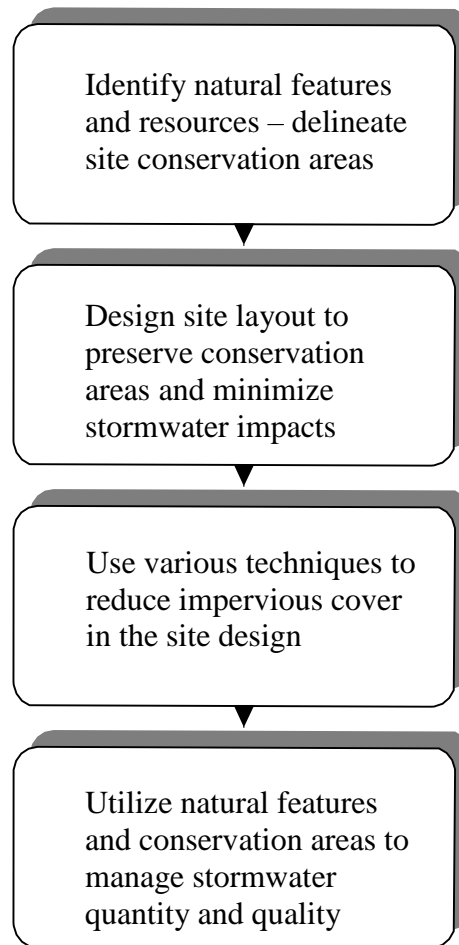 Identify natural features
and resources – delineate
site conservation areas
Design site layout to
preserve conservation
areas and minimize
stormwater impacts
Use various techniques to
reduce impervious cover
in the site design
Utilize natural features
and conservation areas to
manage stormwater
quantity and quality